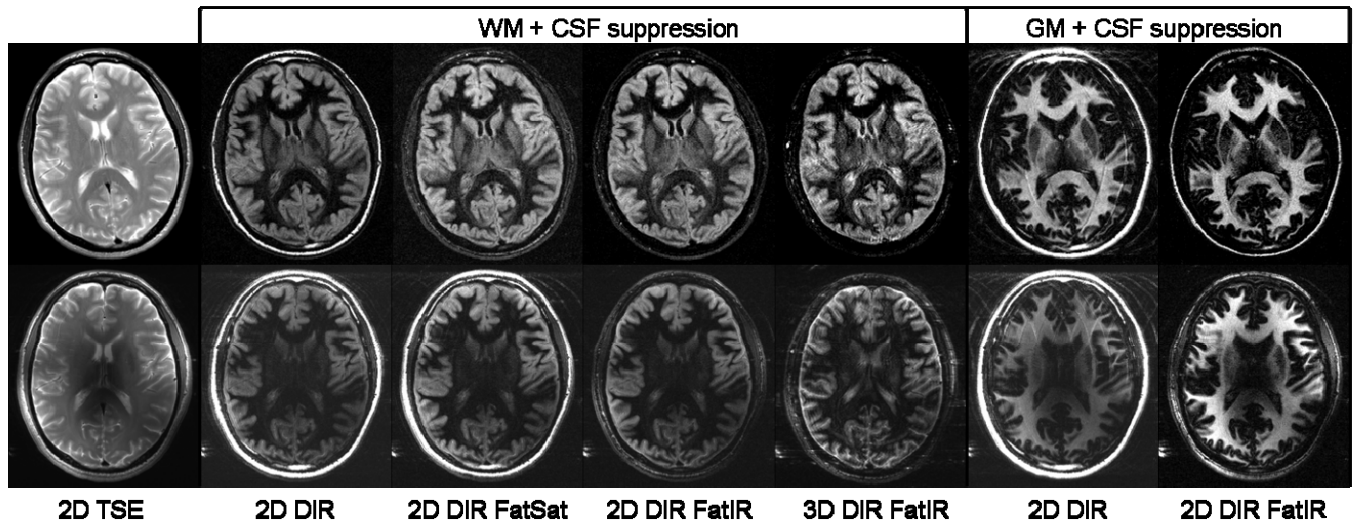 WM + CSF suppression GM + CSF suppression
2D TSE 2D DIR 2D DIR FatSat 2D DIR FatIR 3D DIR FatIR 2D DIR 2D DIR FatIR